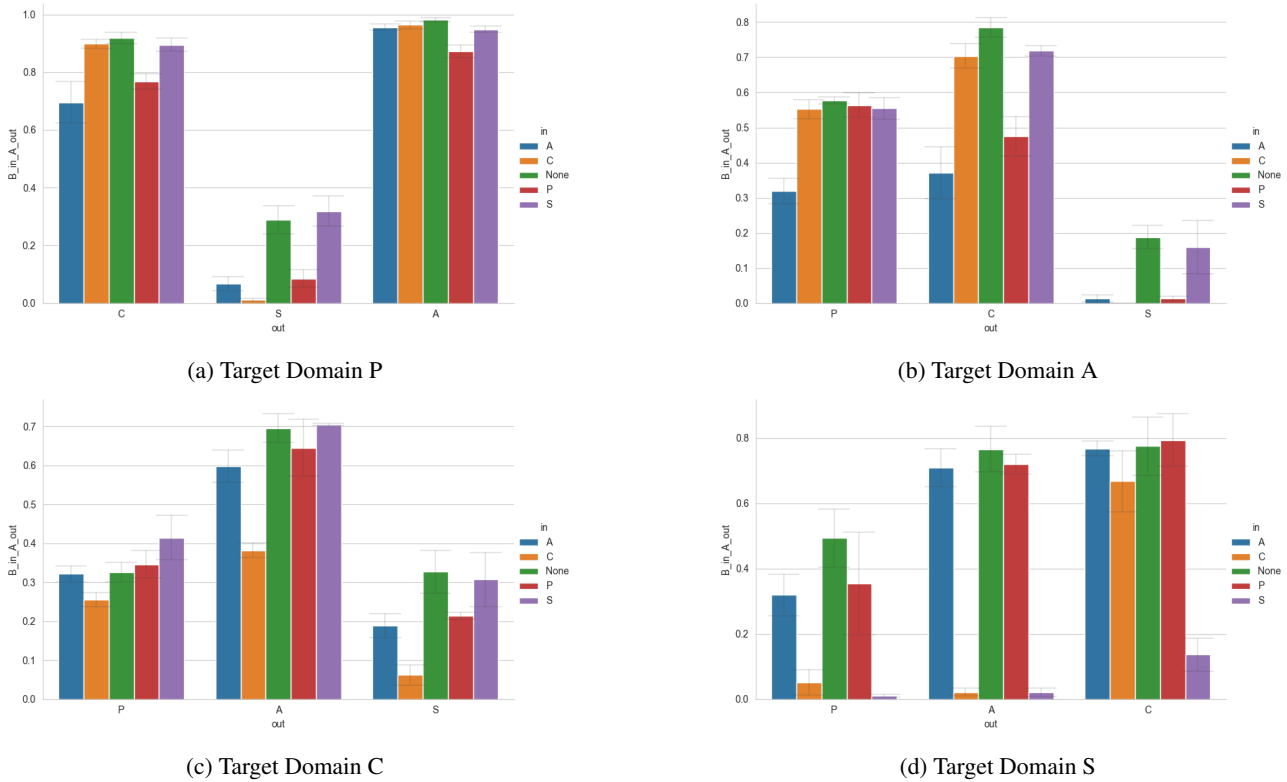 1.0
0.8
0.6
0.4
0.2
0.0
B_in_A_out
C
S
A
out
in
A
C
None
P
S
(a) Target Domain P
0.8
0.7
0.6
0.5
0.4
0.3
0.2
0.1
0.0
B_in_A_out
P
C
S
out
in
A
C
None
P
S
(b) Target Domain A
0.7
0.6
0.5
0.4
0.3
0.2
0.1
0.0
B_in_A_out
P
A
S
out
in
A
C
None
P
S
(c) Target Domain C
0.8
0.6
0.4
0.2
0.0
B_in_A_out
P
A
C
out
in
A
C
None
P
S
(d) Target Domain S